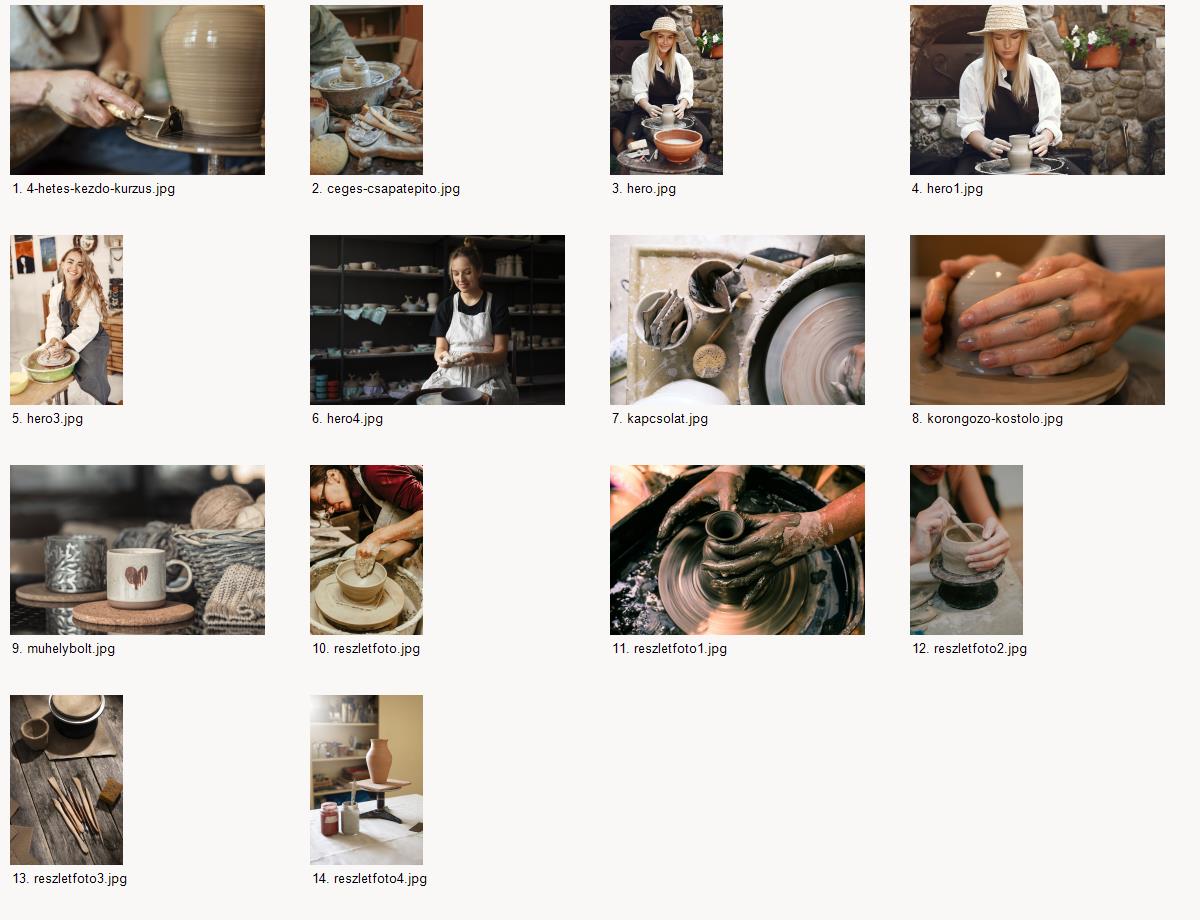 1. 4-hetes-kezdo-kurzus.jpg
2. ceges-csapatepito.jpg
3. hero.jpg
4. hero1.jpg
5. hero3.jpg
6. hero4.jpg
7. kapcsolat.jpg
8. korongozo-kostolo.jpg
9. muhelybolt.jpg
10. reszletfoto.jpg
11. reszletfoto1.jpg
12. reszletfoto2.jpg
13. reszletfoto3.jpg
14. reszletfoto4.jpg